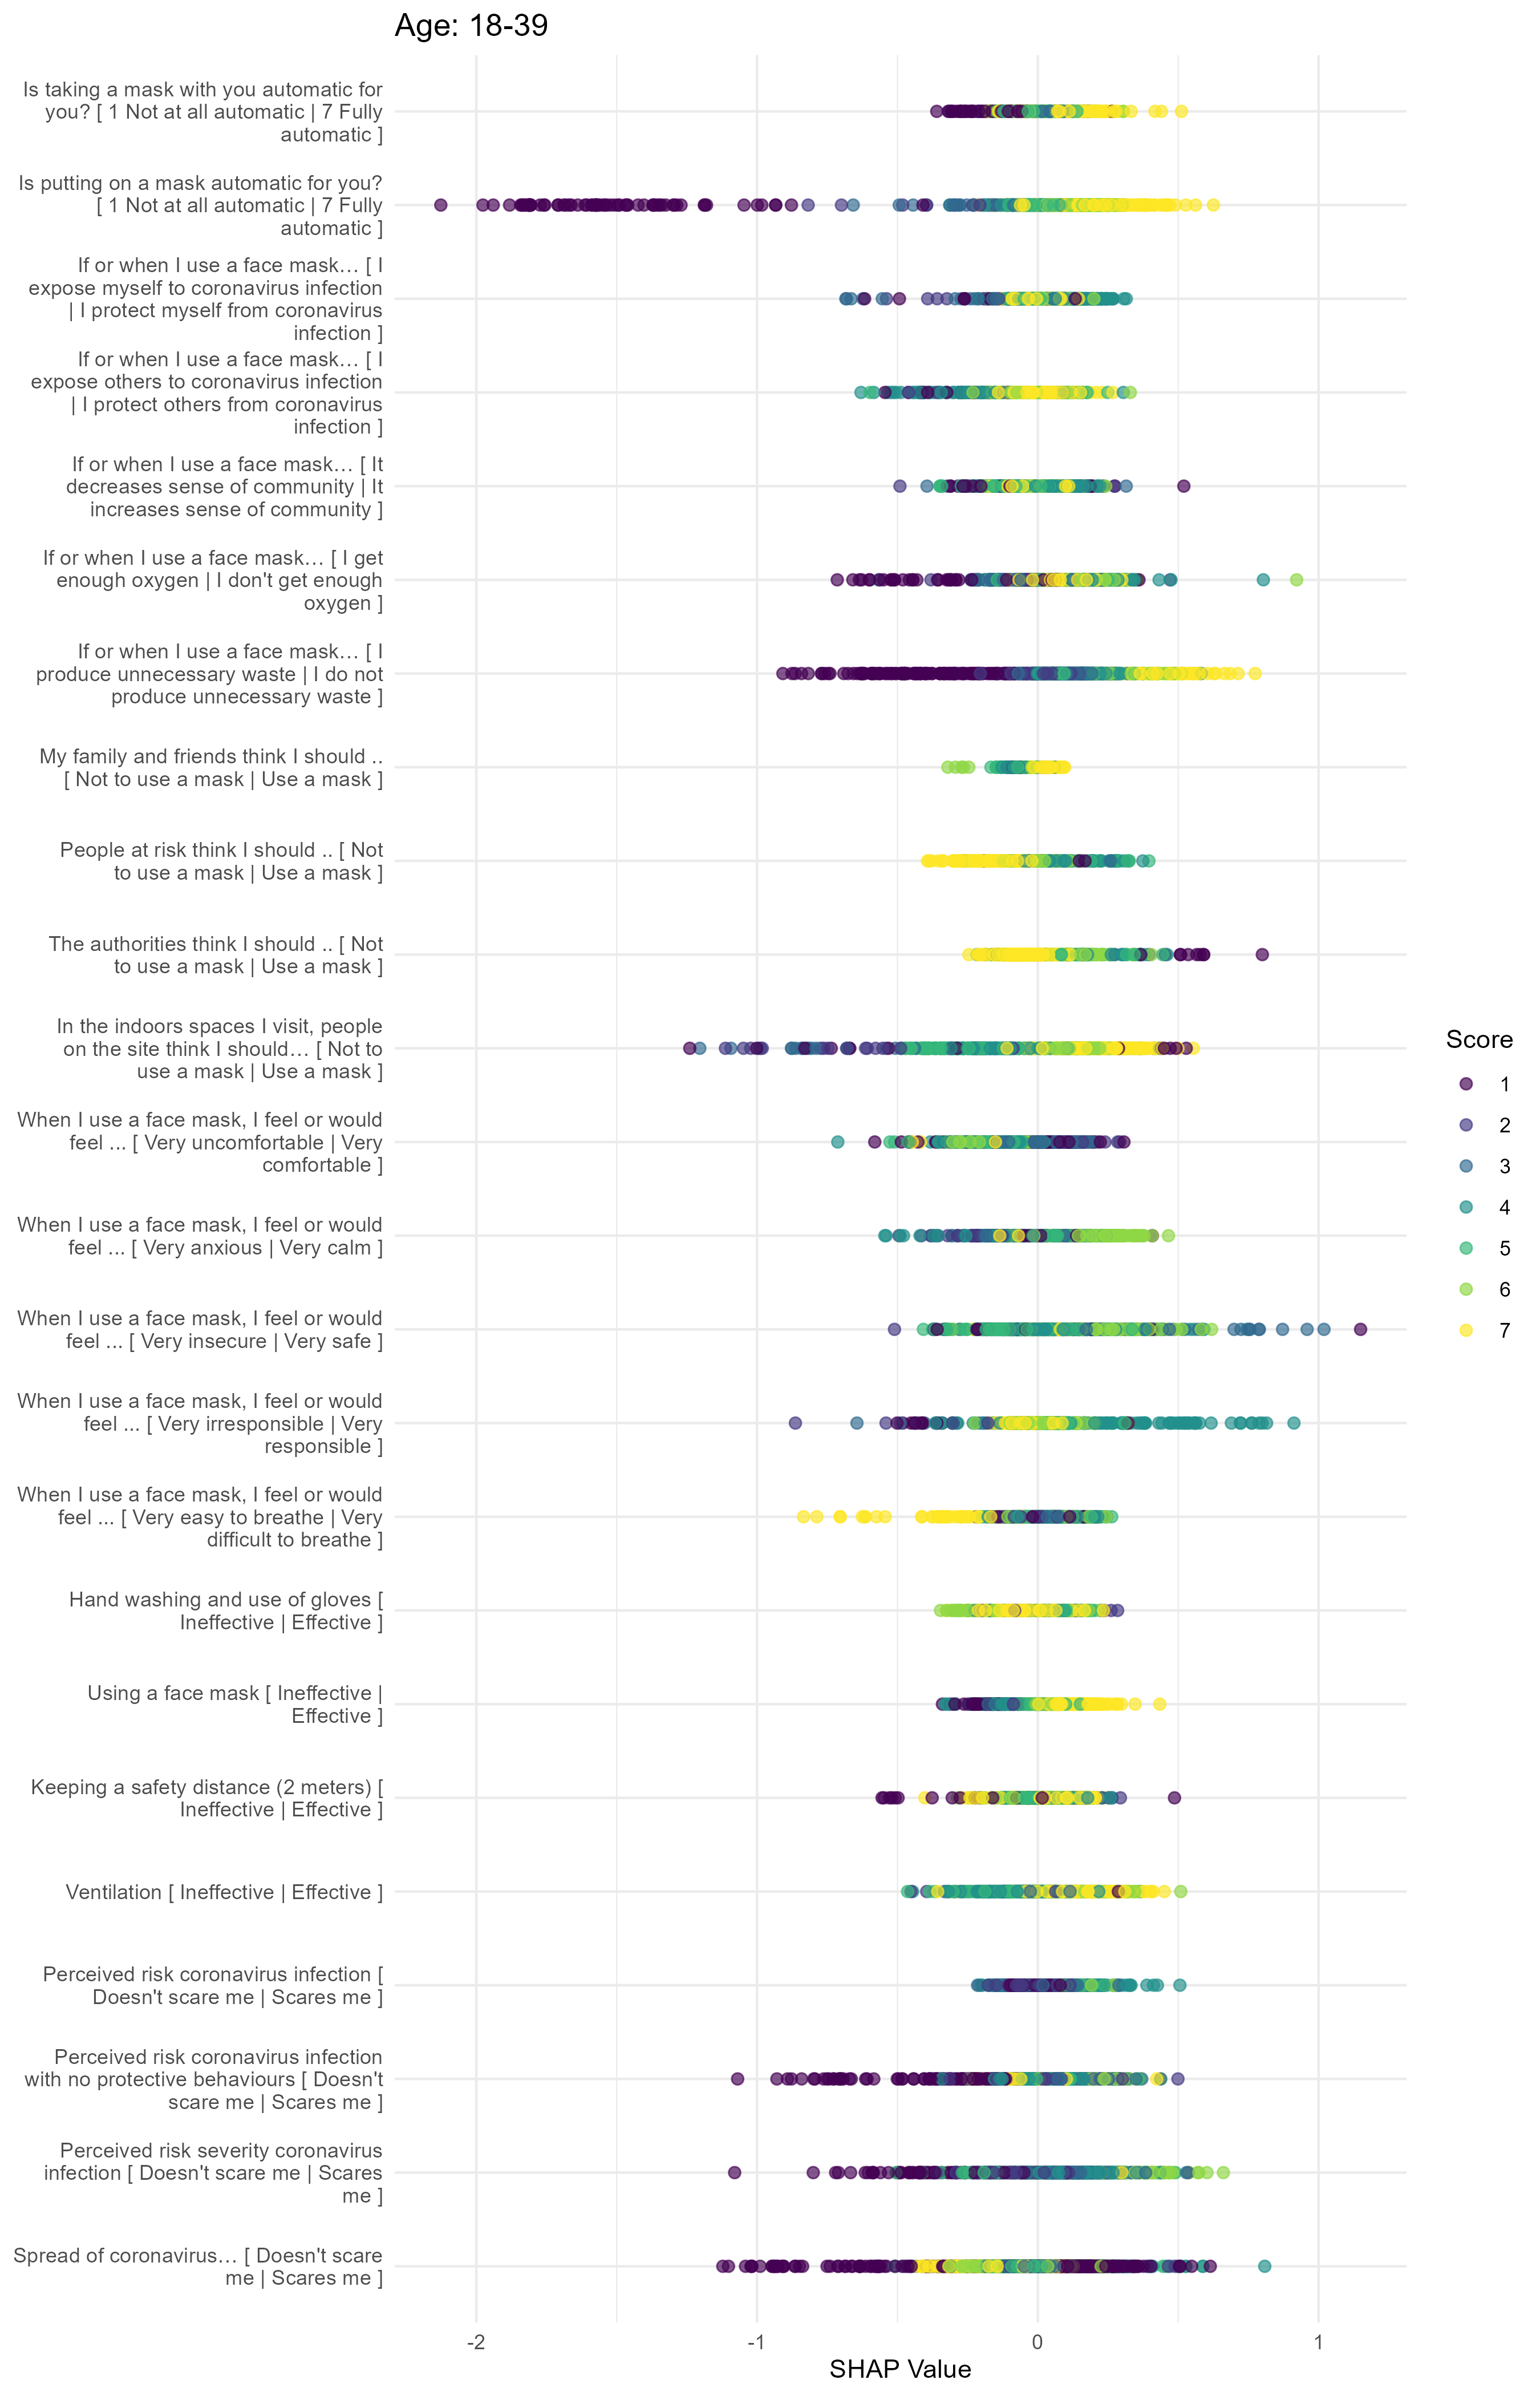 Age: 18-39
Is taking a mask with you automatic for
you? [ 1 Not at all automatic | 7 Fully
automatic ]
Is putting on a mask automatic for you?
[ 1 Not at all automatic | 7 Fully
automatic ]
If or when I use a face mask… [ I
expose myself to coronavirus infection
| I protect myself from coronavirus
infection ]
If or when I use a face mask… [ I
expose others to coronavirus infection
| I protect others from coronavirus
infection ]
If or when I use a face mask… [ It
decreases sense of community | It
increases sense of community ]
If or when I use a face mask… [ I get
enough oxygen | I don't get enough
oxygen ]
If or when I use a face mask… [ I
produce unnecessary waste | I do not
produce unnecessary waste ]
My family and friends think I should ..
[ Not to use a mask | Use a mask ]
People at risk think I should .. [ Not
to use a mask | Use a mask ]
The authorities think I should .. [ Not
to use a mask | Use a mask ]
In the indoors spaces I visit, people
on the site think I should… [ Not to
use a mask | Use a mask ]
When I use a face mask, I feel or would
feel ... [ Very uncomfortable | Very
comfortable ]
When I use a face mask, I feel or would
feel ... [ Very anxious | Very calm ]
When I use a face mask, I feel or would
feel ... [ Very insecure | Very safe ]
When I use a face mask, I feel or would
feel ... [ Very irresponsible | Very
responsible ]
When I use a face mask, I feel or would
feel ... [ Very easy to breathe | Very
difficult to breathe ]
Hand washing and use of gloves [
Ineffective | Effective ]
Using a face mask [ Ineffective |
Effective ]
Keeping a safety distance (2 meters) [
Ineffective | Effective ]
Ventilation [ Ineffective | Effective ]
Perceived risk coronavirus infection [
Doesn't scare me | Scares me ]
Perceived risk coronavirus infection
with no protective behaviours [ Doesn't
scare me | Scares me ]
Perceived risk severity coronavirus
infection [ Doesn't scare me | Scares
me ]
Spread of coronavirus… [ Doesn't scare
me | Scares me ]
-2
-1
0
1
SHAP Value
Score
1
2
3
4
5
6
7